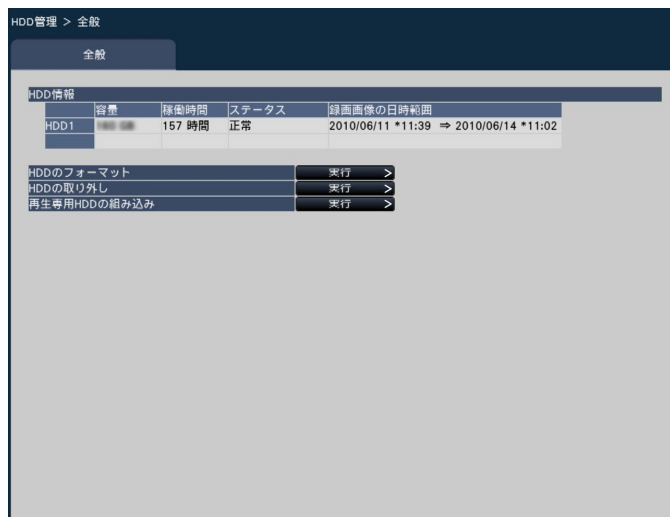 HDD管理 > 全般
全般
HDD情報
容量 稼働時間 ステータス 録画画像の日時範囲
HDD1 157 時間 正常 2010/06/11 *11:39 ⇒ 2010/06/14 *11:02
HDDのフォーマット 実行 >
HDDの取り外し 実行 >
再生専用HDDの組み込み 実行 >